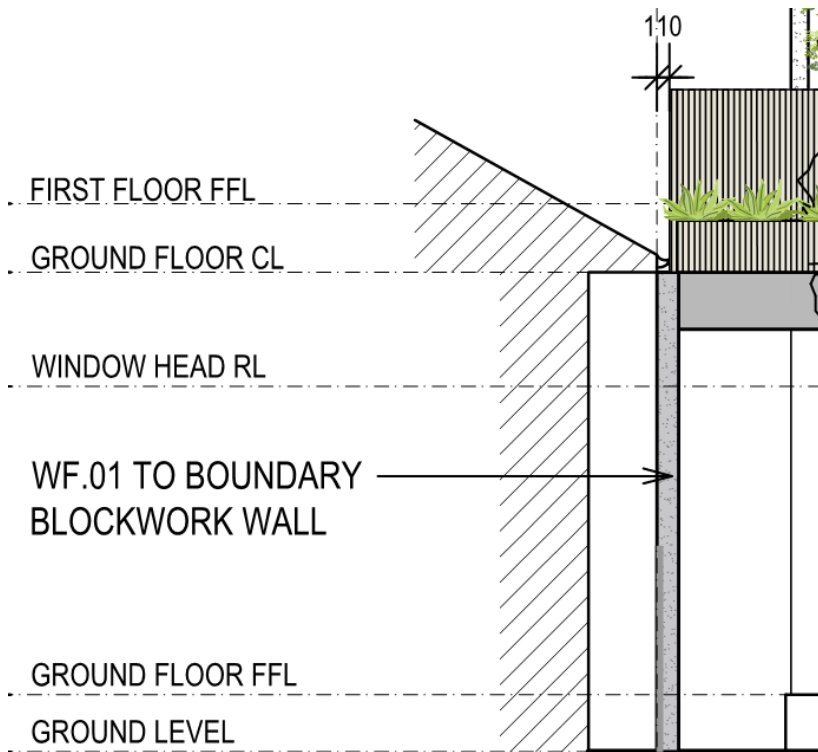 110
FIRST FLOOR FFL
GROUND FLOOR CL
WINDOW HEAD RL
WF.01 TO BOUNDARY
BLOCKWORK WALL
GROUND FLOOR FFL
GROUND LEVEL